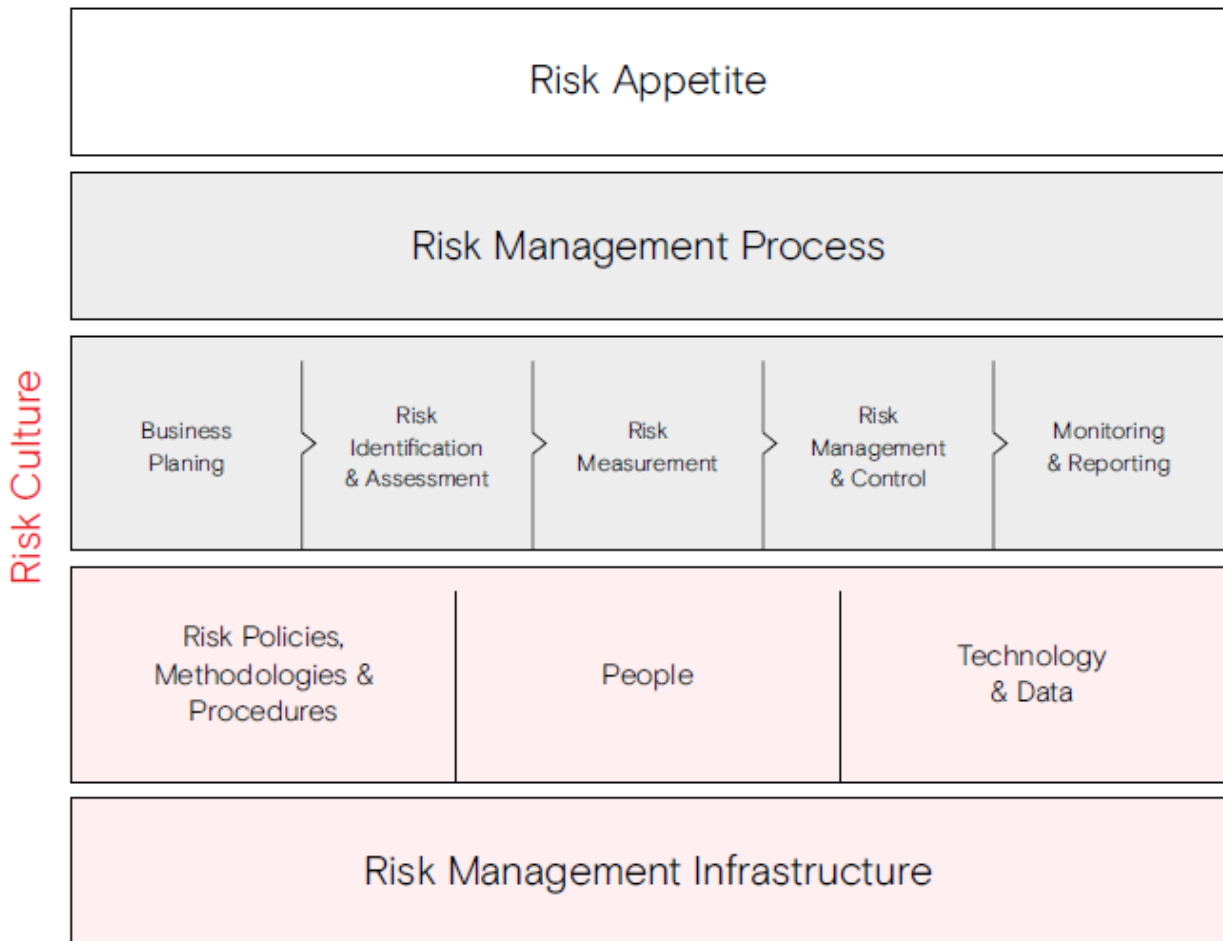 Risk Appetite
Risk Management Process
Risk Culture
Business
Planing
Risk
Identification
& Assessment
Risk
Measurement
Risk
Management
& Control
Monitoring
& Reporting
Risk Policies,
Methodologies &
Procedures
People
Technology
& Data
Risk Management Infrastructure